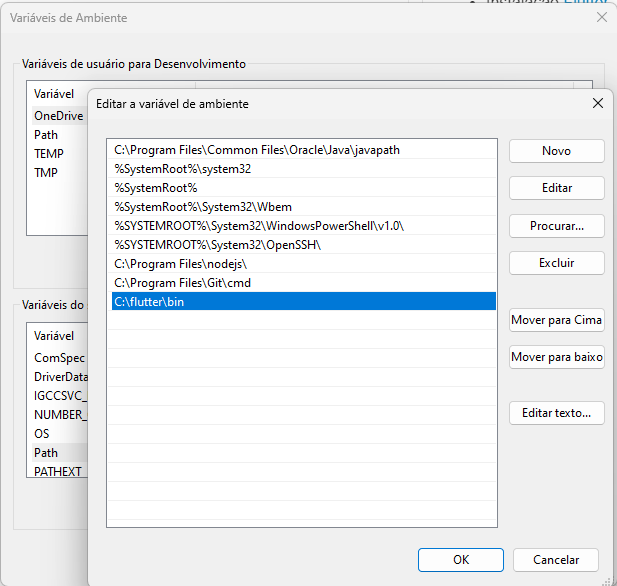 Instalação Flutter
Variáveis de Ambiente
Variáveis de usuário para Desenvolvimento
Variável
OneDrive
Path
TEMP
TMP
Editar a variável de ambiente
C:\Program Files\Common Files\Oracle\Java\javapath
%SystemRoot%\system32
%SystemRoot%
%SystemRoot%\System32\Wbem
%SYSTEMROOT%\System32\WindowsPowerShell\v1.0\
%SYSTEMROOT%\System32\OpenSSH\
C:\Program Files\nodejs\
C:\Program Files\Git\cmd
C:\flutter\bin
Novo
Editar
Procurar...
Excluir
Mover para Cima
Mover para baixo
Editar texto...
Variáveis do
Variável
ComSpec
DriverData
IGCCSVC_
NUMBER_
OS
Path
PATHEXT
OK
Cancelar